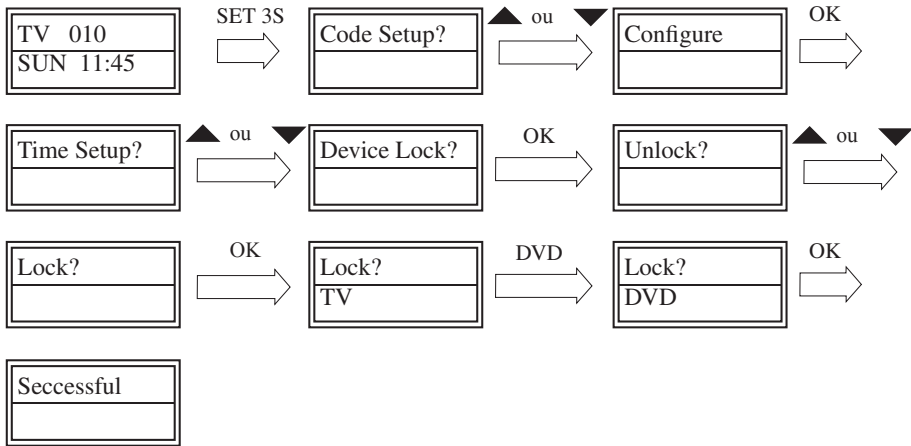 TV 010
SUN 11:45
SET 3S
Code Setup?
ou
Configure
OK
Time Setup?
ou
Device Lock?
OK
Unlock?
ou
Lock?
OK
Lock?
TV
DVD
Lock?
DVD
OK
Seccessful